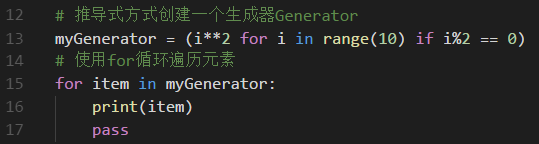 12 # 推导式方式创建一个生成器Generator
13 myGenerator = (i**2 for i in range(10) if i%2 == 0)
14 # 使用for循环遍历元素
15 for item in myGenerator:
16     print(item)
17     pass